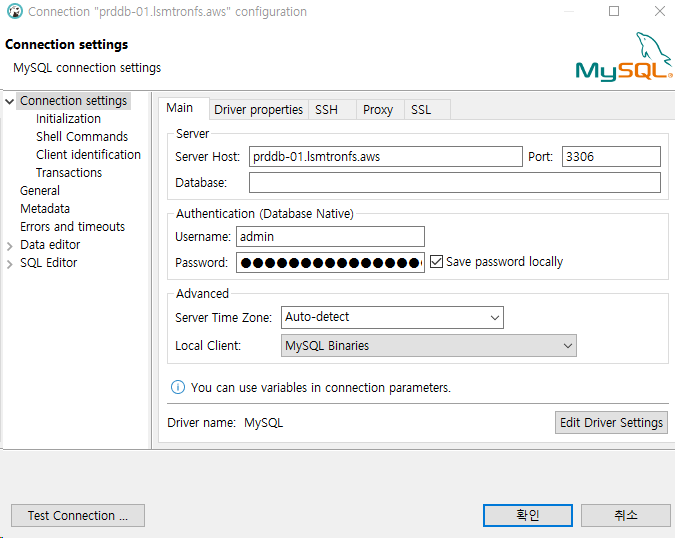 Connection "prddb-01.lsmtronfs.aws" configuration
Connection settings
MySQL connection settings
MySQL®
Connection settings
Initialization
Shell Commands
Client identification
Transactions
General
Metadata
Errors and timeouts
Data editor
SQL Editor
Main Driver properties SSH Proxy SSL
Server
Server Host: prddb-01.lsmtronfs.aws Port: 3306
Database:
Authentication (Database Native)
Username: admin
Password: ●●●●●●●●●●●●●●● Save password locally
Advanced
Server Time Zone: Auto-detect
Local Client: MySQL Binaries
You can use variables in connection parameters.
Driver name: MySQL Edit Driver Settings
Test Connection ... 확인 취소